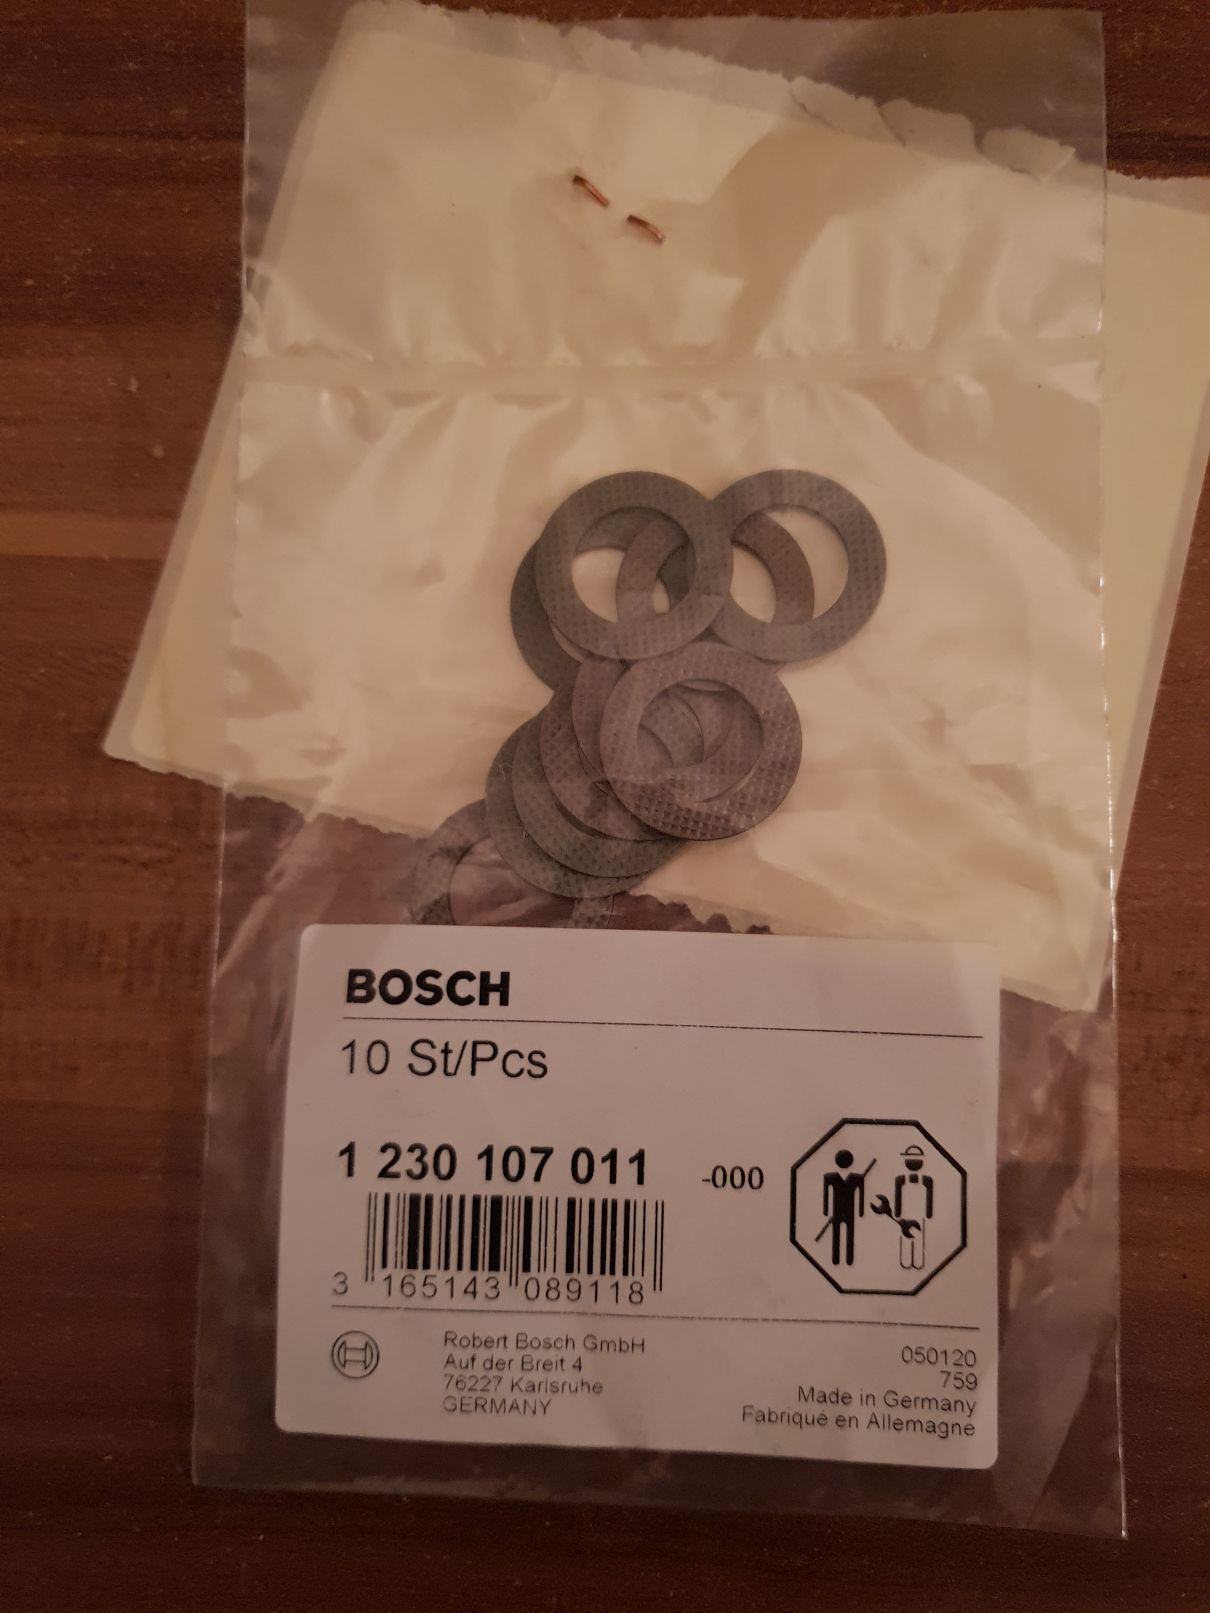 BOSCH
10 St/Pcs
1 230 107 011 -000
3 165143 089118
Robert Bosch GmbH
Auf der Breit 4
76227 Karlsruhe
GERMANY
050120
759
Made in Germany
Fabriqué en Allemagne